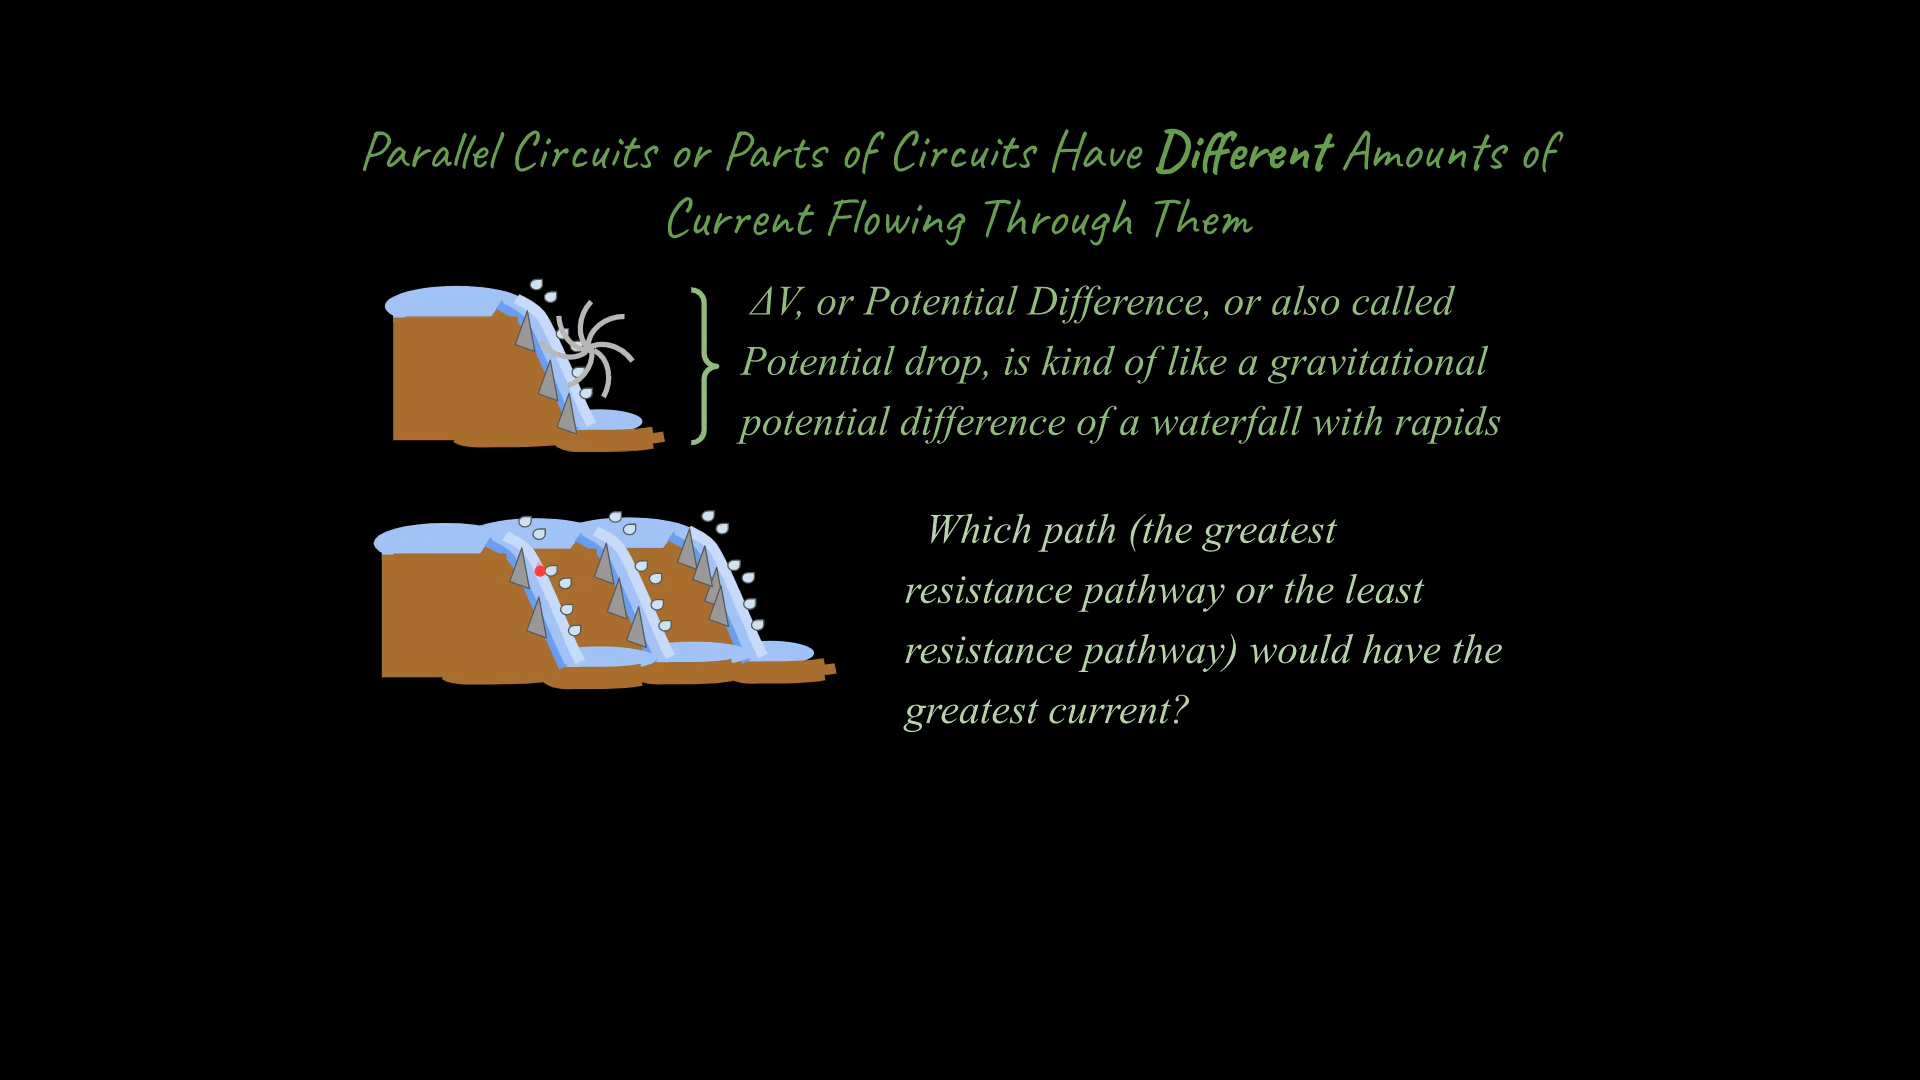 Parallel Circuits or Parts of Circuits Have Different Amounts of
Current Flowing Through Them
ΔV, or Potential Difference, or also called
Potential drop, is kind of like a gravitational
potential difference of a waterfall with rapids
Which path (the greatest
resistance pathway or the least
resistance pathway) would have the
greatest current?